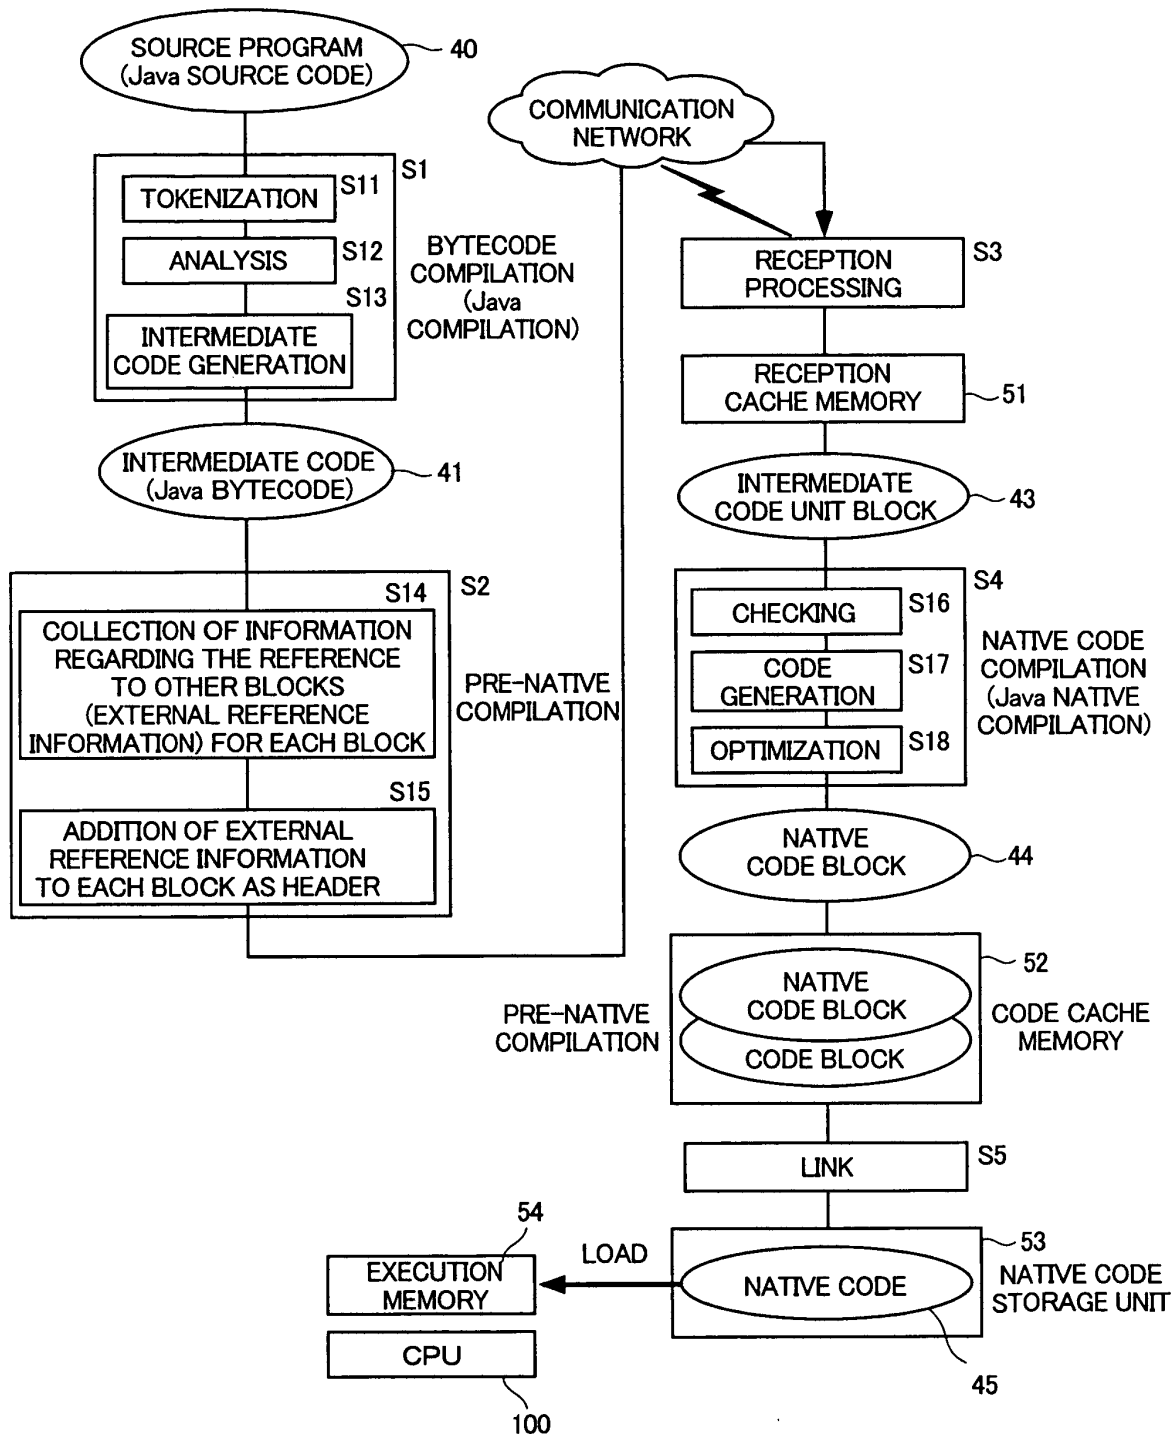 SOURCE PROGRAM
(Java SOURCE CODE)
40
S1
TOKENIZATION
S11
ANALYSIS
S12
S13
INTERMEDIATE
CODE GENERATION
BYTECODE
COMPILATION
(Java
COMPILATION)
INTERMEDIATE CODE
(Java BYTECODE)
41
S2
S14
COLLECTION OF INFORMATION
REGARDING THE REFERENCE
TO OTHER BLOCKS
(EXTERNAL REFERENCE
INFORMATION) FOR EACH BLOCK
PRE-NATIVE
COMPILATION
S15
ADDITION OF EXTERNAL
REFERENCE INFORMATION
TO EACH BLOCK AS HEADER
COMMUNICATION
NETWORK
RECEPTION
PROCESSING
S3
RECEPTION
CACHE MEMORY
51
INTERMEDIATE
CODE UNIT BLOCK
43
S4
CHECKING
S16
CODE
GENERATION
S17
OPTIMIZATION
S18
NATIVE CODE
COMPILATION
(Java NATIVE
COMPILATION)
NATIVE
CODE BLOCK
44
52
PRE-NATIVE
COMPILATION
NATIVE
CODE BLOCK
CODE BLOCK
CODE CACHE
MEMORY
LINK
S5
53
NATIVE CODE
NATIVE CODE
STORAGE UNIT
45
LOAD
54
EXECUTION
MEMORY
CPU
100